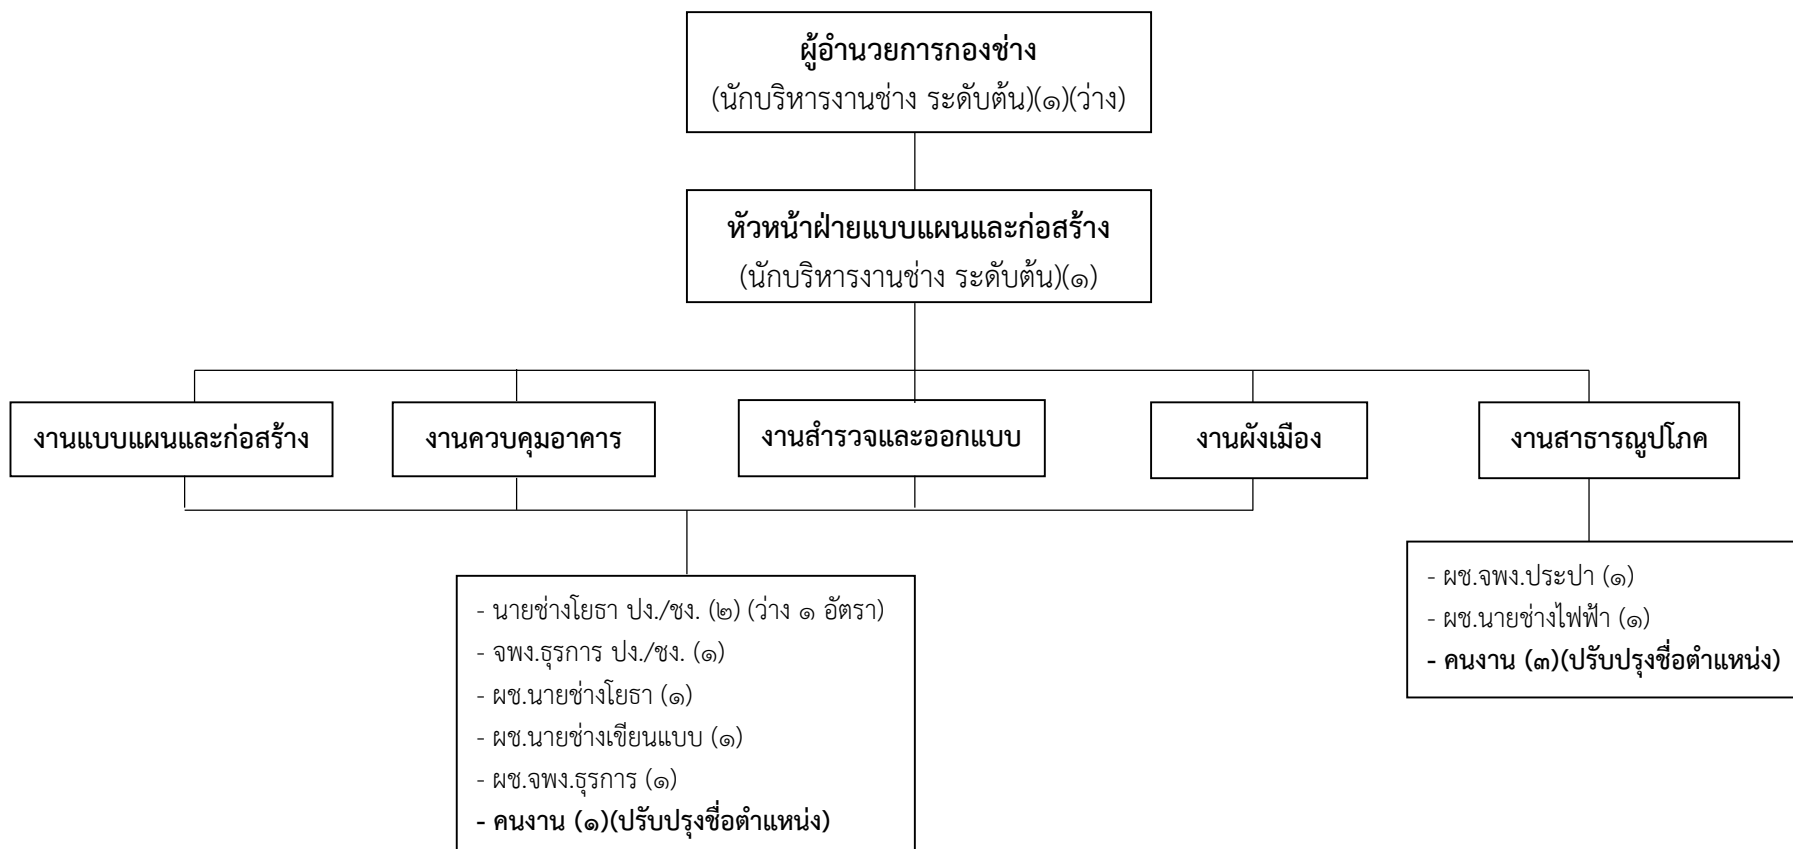 ผู้อำนวยการกองช่าง
(นักบริหารงานช่าง ระดับต้น)(๑)(ว่าง)
หัวหน้าฝ่ายแบบแผนและก่อสร้าง
(นักบริหารงานช่าง ระดับต้น)(๑)
งานแบบแผนและก่อสร้าง
งานควบคุมอาคาร
งานสำรวจและออกแบบ
งานผังเมือง
งานสาธารณูปโภค
- นายช่างโยธา ปง./ชง. (๒) (ว่าง ๑ อัตรา)
- จพง.ธุรการ ปง./ชง. (๑)
- ผช.นายช่างโยธา (๑)
- ผช.นายช่างเขียนแบบ (๑)
- ผช.จพง.ธุรการ (๑)
- คนงาน (๑)(ปรับปรุงชื่อตำแหน่ง)
- ผช.จพง.ประปา (๑)
- ผช.นายช่างไฟฟ้า (๑)
- คนงาน (๓)(ปรับปรุงชื่อตำแหน่ง)